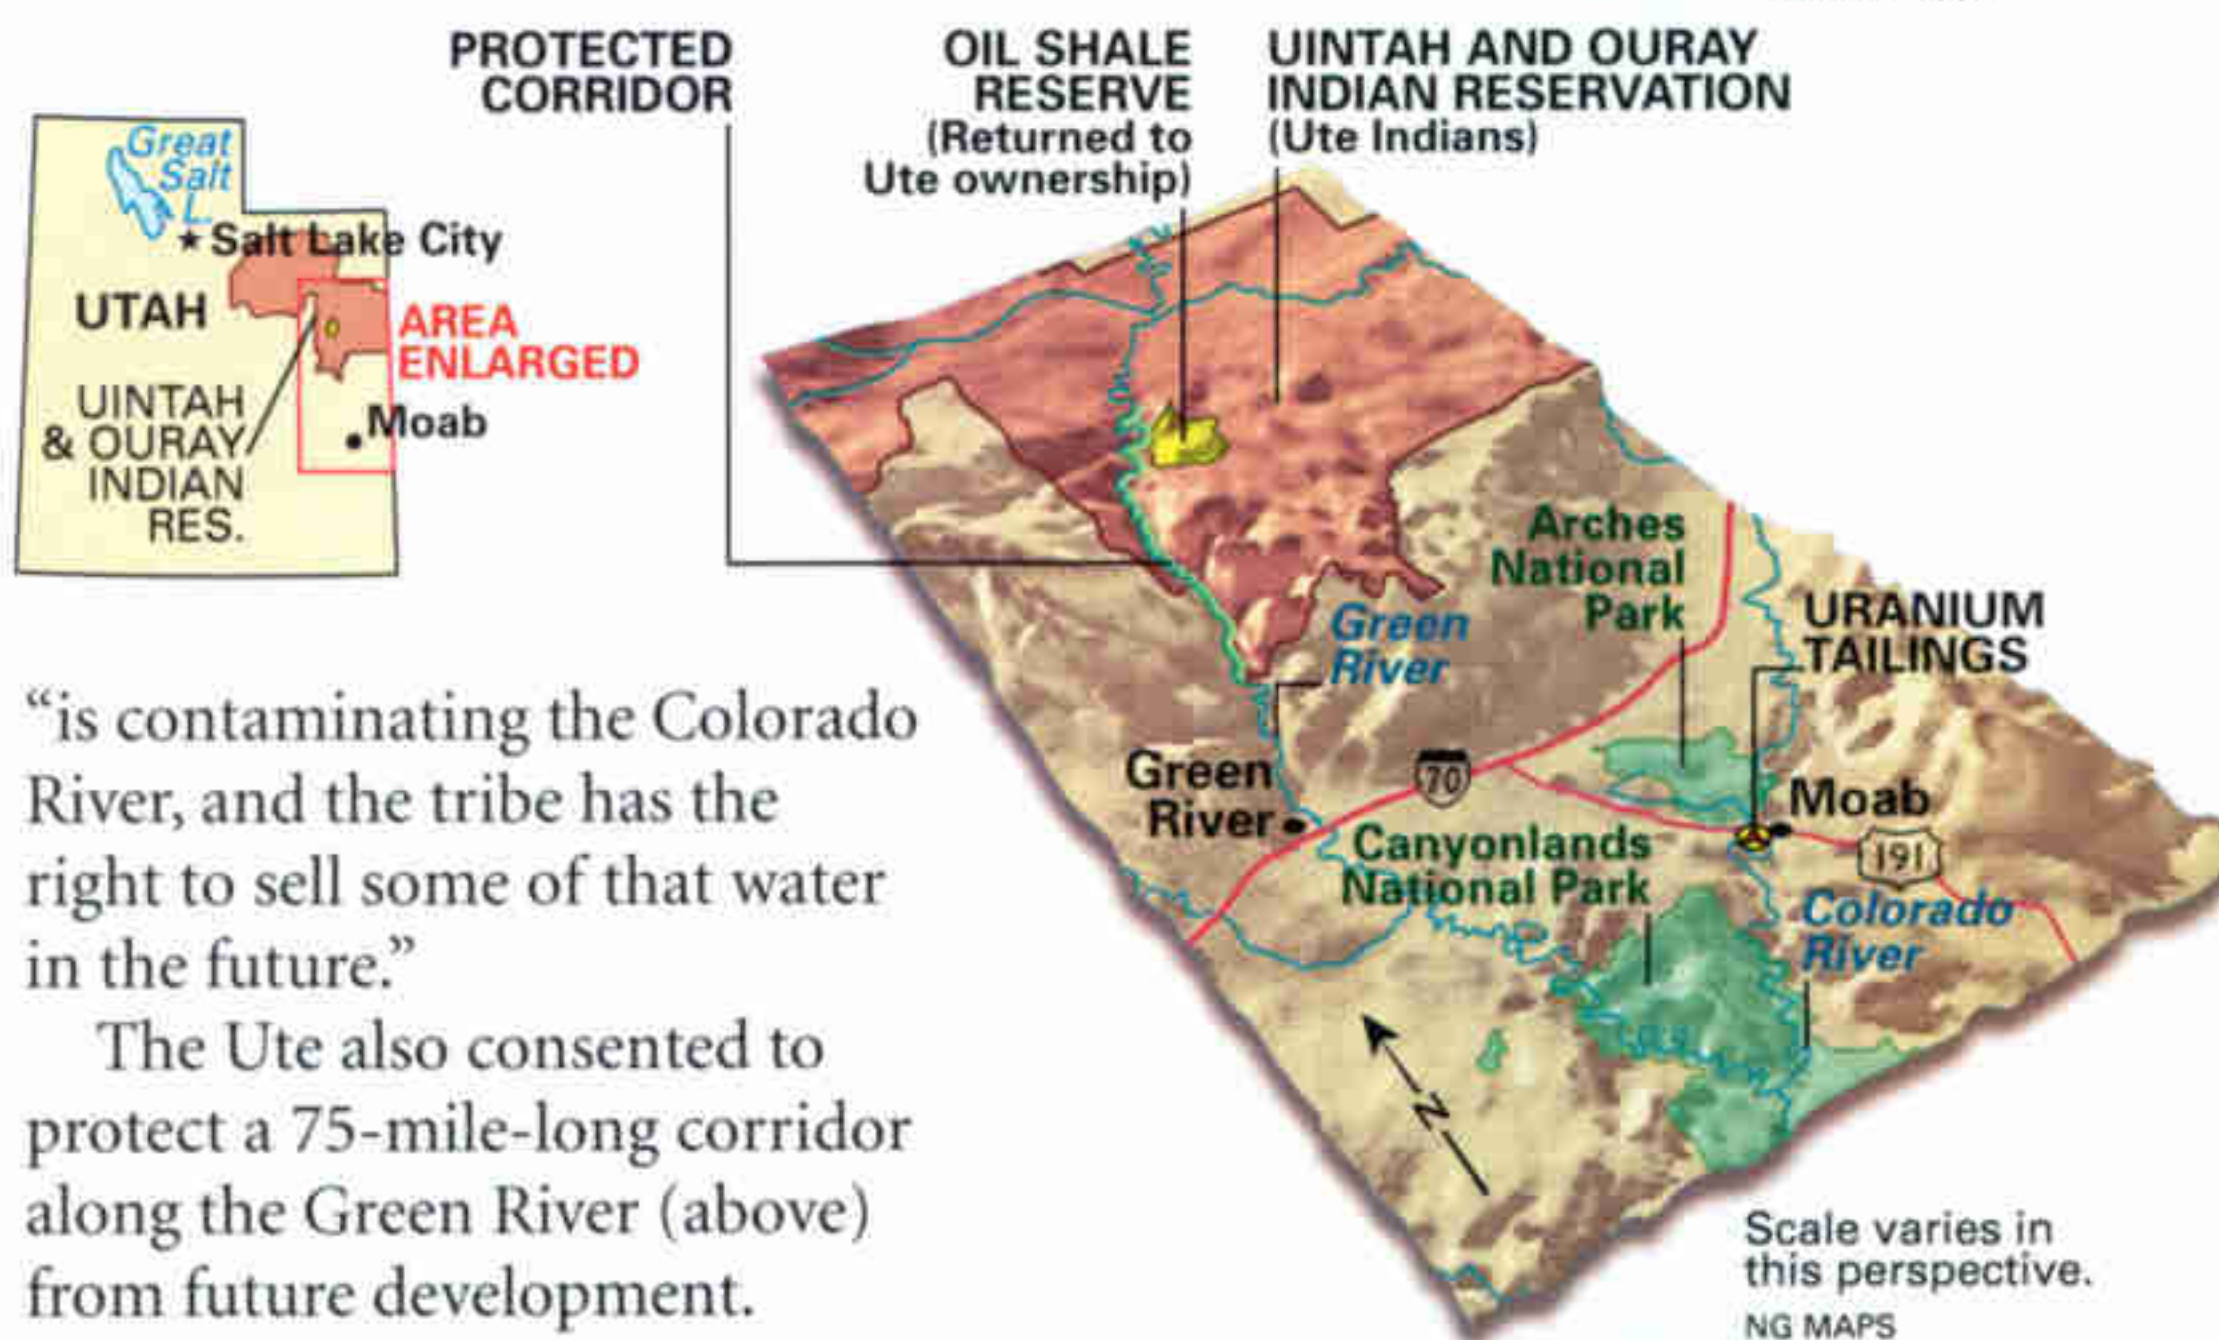 PROTECTED
CORRIDOR
OIL SHALE
RESERVE
(Returned to
Ute ownership)
UINTAH AND OURAY
INDIAN RESERVATION
(Ute Indians)
Great
Salt
L.
Salt Lake City
UTAH
AREA
ENLARGED
UINTAH
& OURAY
INDIAN
RES.
Moab
Arches
National
Park
Green
River
URANIUM
TAILINGS
Green
River
70
Moab
Canyonlands
National Park
191
Colorado
River
N
Scale varies in
this perspective.
NG MAPS
“is contaminating the Colorado
River, and the tribe has the
right to sell some of that water
in the future.”
The Ute also consented to
protect a 75-mile-long corridor
along the Green River (above)
from future development.